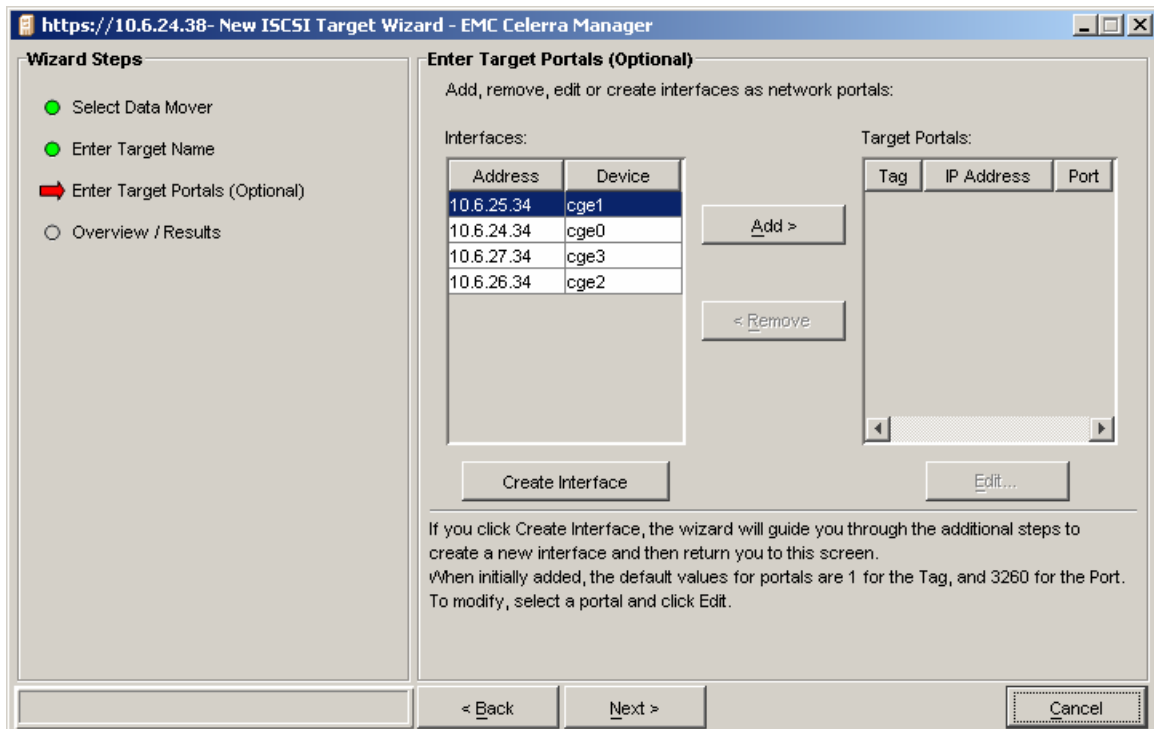 https://10.6.24.38- New ISCSI Target Wizard - EMC Celerra Manager
Wizard Steps
Select Data Mover
Enter Target Name
Enter Target Portals (Optional)
Overview / Results
Enter Target Portals (Optional)
Add, remove, edit or create interfaces as network portals:
Interfaces:
Address Device
10.6.25.34 cge1
10.6.24.34 cge0
10.6.27.34 cge3
10.6.26.34 cge2
Create Interface
Add >
< Remove
Target Portals:
Tag IP Address Port
Edit...
If you click Create Interface, the wizard will guide you through the additional steps to
create a new interface and then return you to this screen.
When initially added, the default values for portals are 1 for the Tag, and 3260 for the Port.
To modify, select a portal and click Edit.
< Back
Next >
Cancel